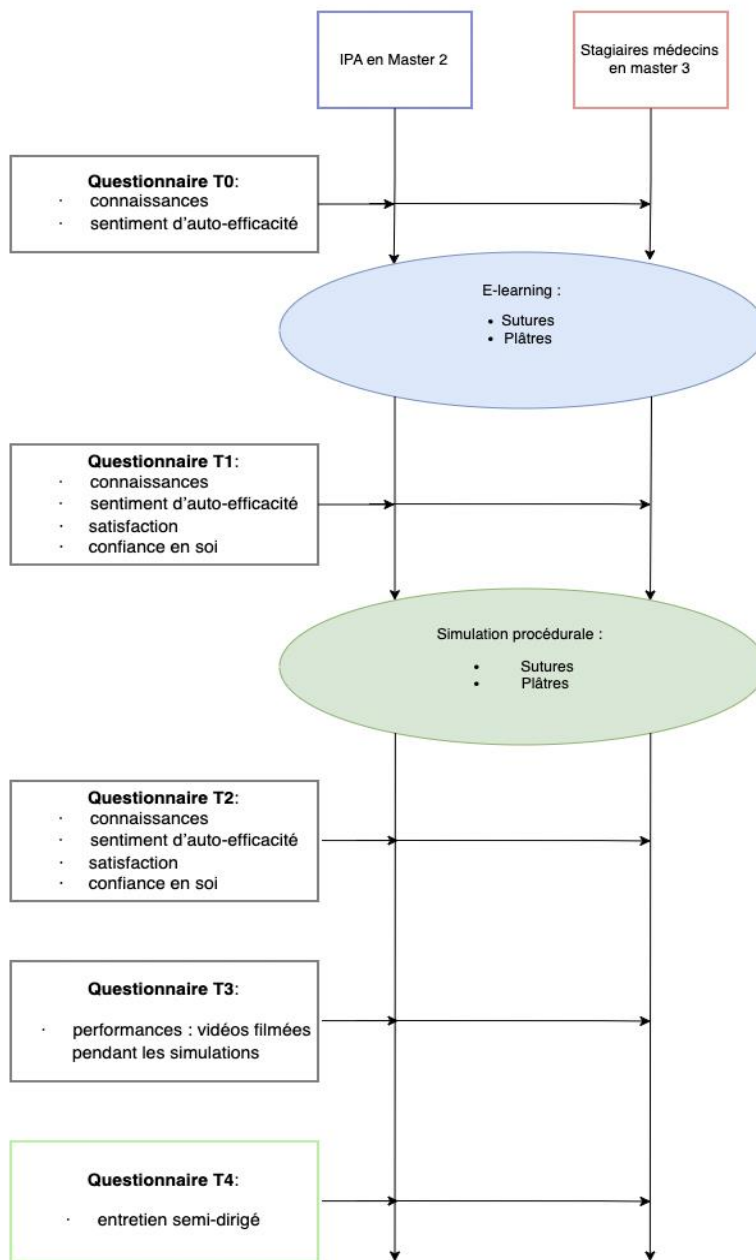 IPA en Master 2
Stagiaires médecins
en master 3
Questionnaire T0:
· connaissances
· sentiment d'auto-efficacité
E-learning :
• Sutures
• Plâtres
Questionnaire T1:
· connaissances
· sentiment d'auto-efficacité
· satisfaction
· confiance en soi
Simulation procédurale :
• Sutures
• Plâtres
Questionnaire T2:
· connaissances
· sentiment d'auto-efficacité
· satisfaction
· confiance en soi
Questionnaire T3:
· performances : vidéos filmées
pendant les simulations
Questionnaire T4:
· entretien semi-dirigé